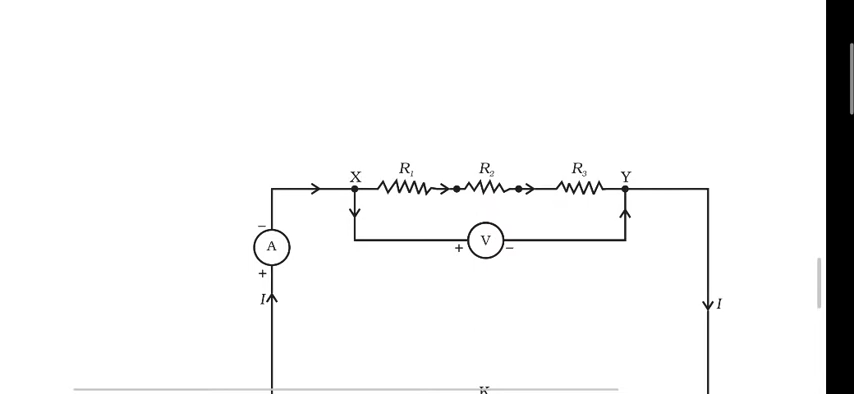 X R₁ R₂ R₃ Y
−
A
+ V −
+
I
I
K